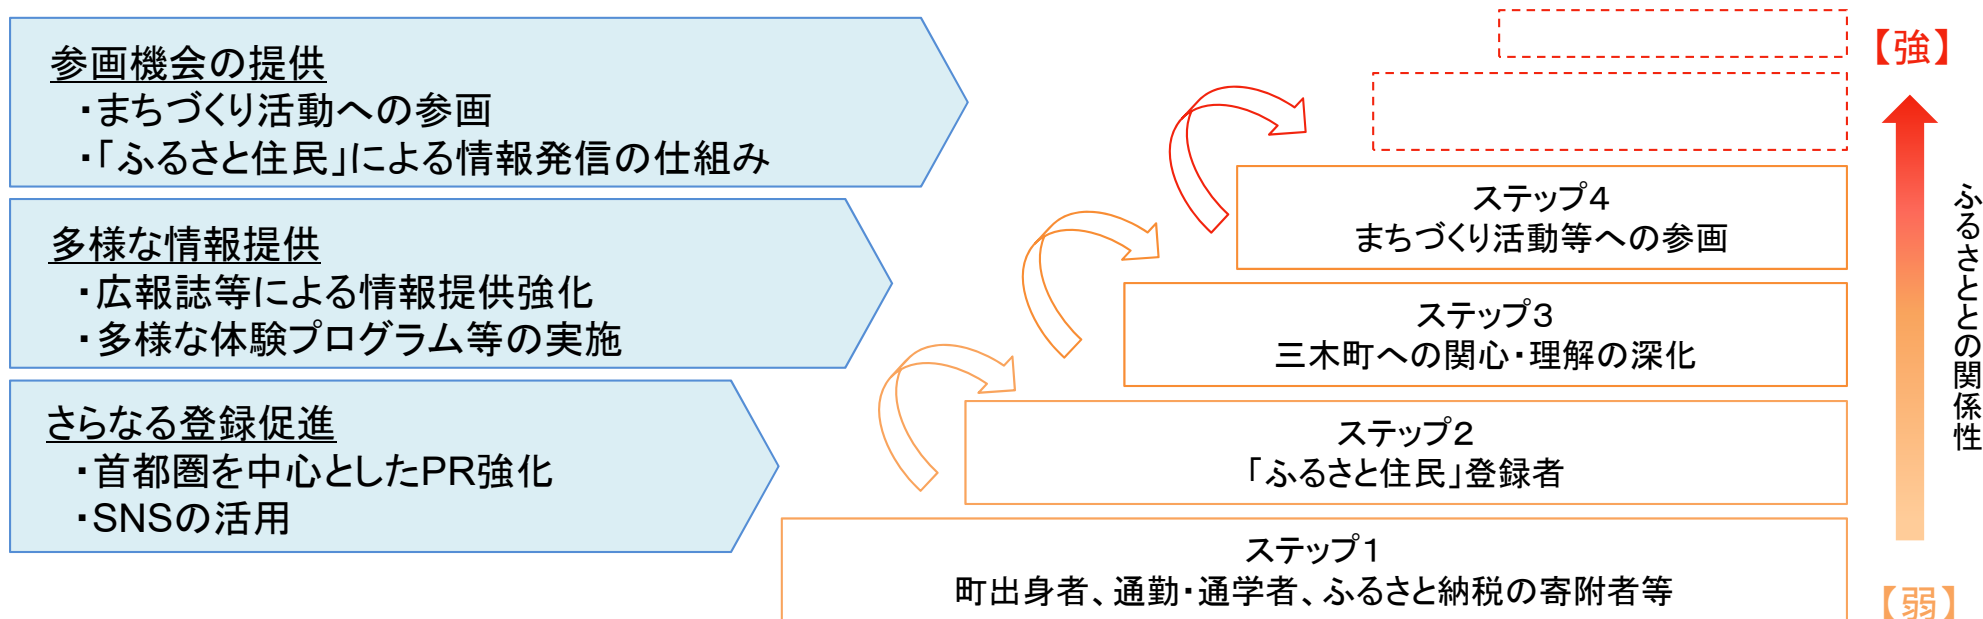 参画機会の提供
・まちづくり活動への参画
・「ふるさと住民」による情報発信の仕組み
多様な情報提供
・広報誌等による情報提供強化
・多様な体験プログラム等の実施
さらなる登録促進
・首都圏を中心としたPR強化
・SNSの活用
【強】
ステップ4
まちづくり活動等への参画
ステップ3
三木町への関心・理解の深化
ステップ2
「ふるさと住民」登録者
ステップ1
町出身者、通勤・通学者、ふるさと納税の寄附者等
ふるさととの関係性
【弱】